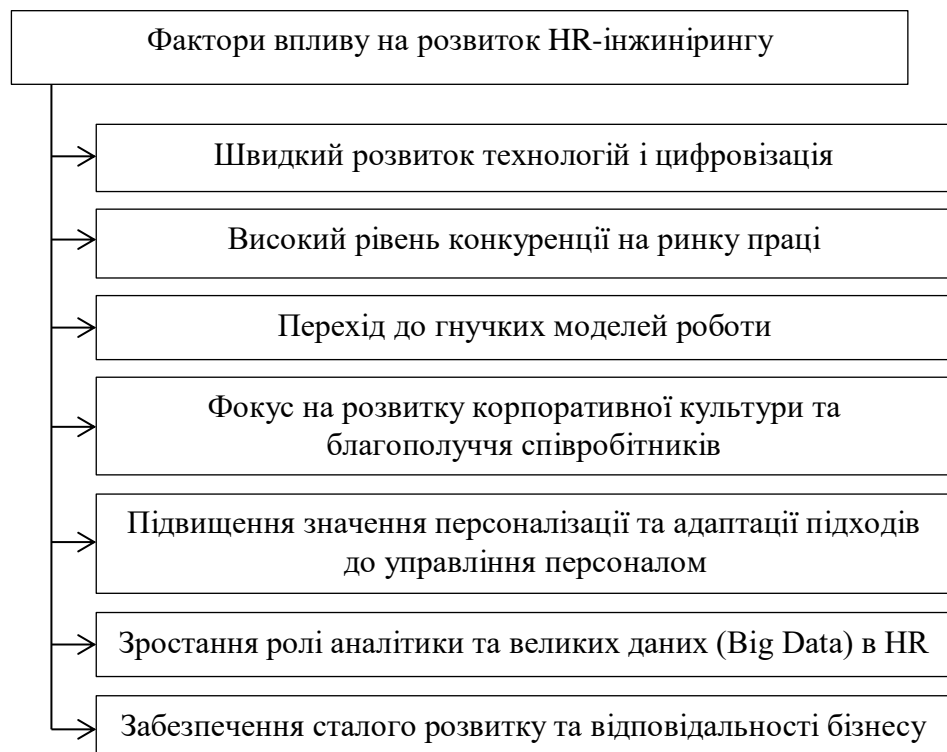 Фактори впливу на розвиток HR-інжинірингу
Швидкий розвиток технологій і цифровізація
Високий рівень конкуренції на ринку праці
Перехід до гнучких моделей роботи
Фокус на розвитку корпоративної культури та
благополуччя співробітників
Підвищення значення персоналізації та адаптації підходів
до управління персоналом
Зростання ролі аналітики та великих даних (Big Data) в HR
Забезпечення сталого розвитку та відповідальності бізнесу